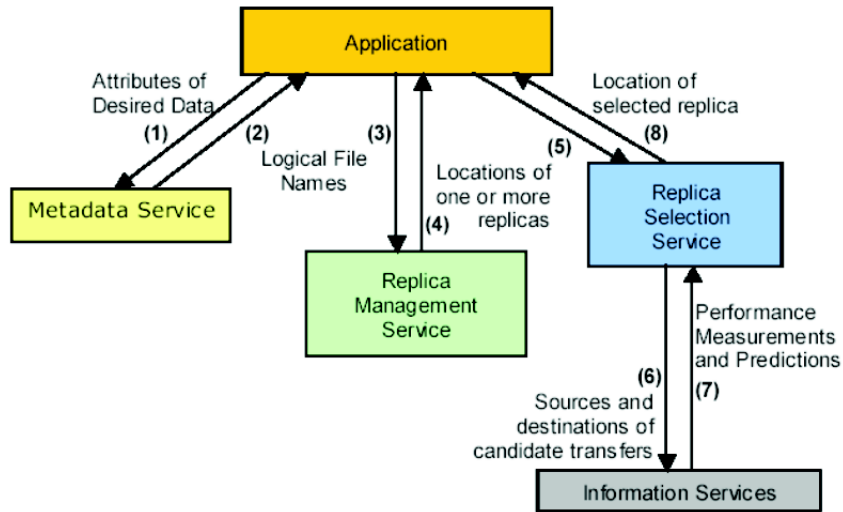 Application
Attributes of
Desired Data
(1)
(2)
(3)
Logical File
Names
Locations of
one or more
replicas
(4)
(5)
Location of
selected replica
(8)
Metadata Service
Replica
Management
Service
Replica
Selection
Service
Performance
Measurements
and Predictions
(6)
(7)
Sources and
destinations of
candidate transfers
Information Services